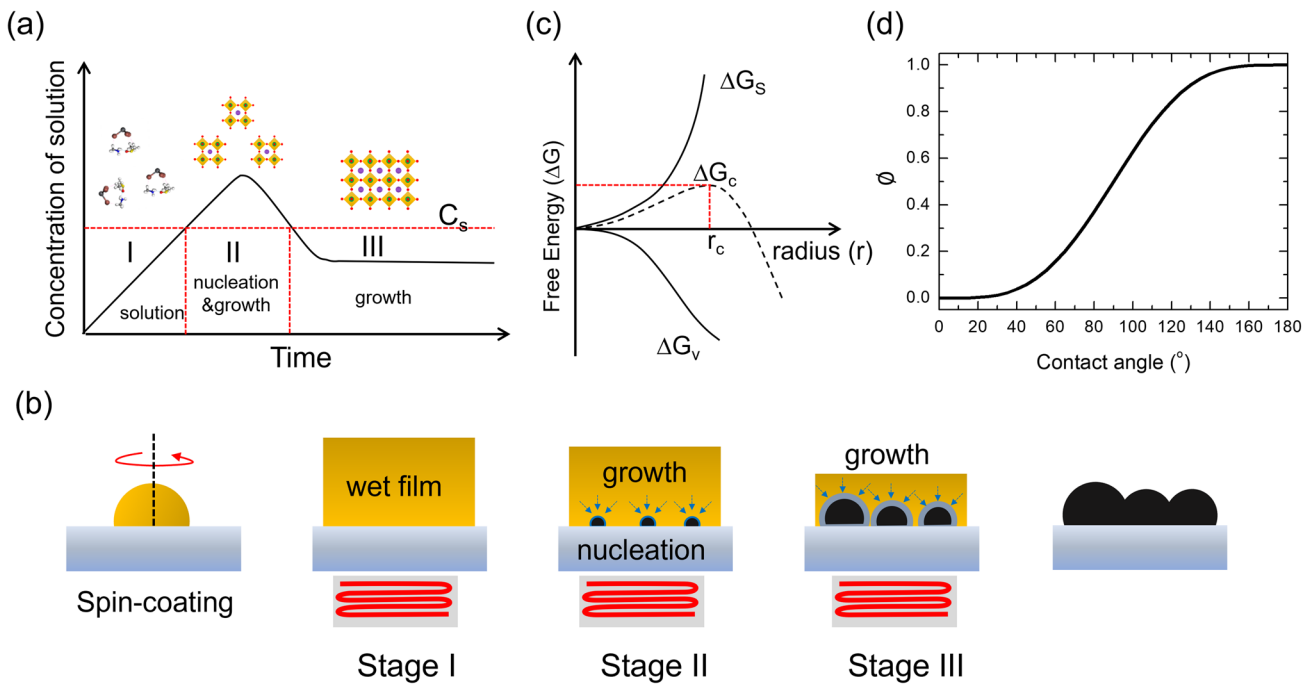 (a)
Concentration of solution
Time
I
II
III
solution
nucleation
&growth
growth
Cₛ
(c)
Free Energy (ΔG)
ΔG_S
ΔG_c
r_c
radius (r)
ΔG_v
(d)
Ø
1.0
0.8
0.6
0.4
0.2
0.0
0 20 40 60 80 100 120 140 160 180
Contact angle (°)
(b)
Spin-coating
wet film
Stage I
growth
nucleation
Stage II
growth
Stage III